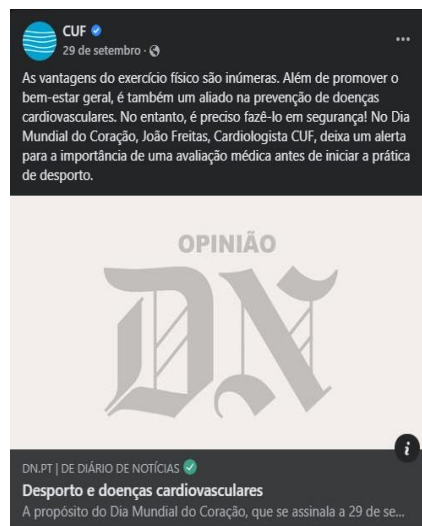 CUF
29 de setembro ·
As vantagens do exercício físico são inúmeras. Além de promover o
bem-estar geral, é também um aliado na prevenção de doenças
cardiovasculares. No entanto, é preciso fazê-lo em segurança! No Dia
Mundial do Coração, João Freitas, Cardiologista CUF, deixa um alerta
para a importância de uma avaliação médica antes de iniciar a prática
de desporto.
OPINIÃO
DN
i
DN.PT | DE DIÁRIO DE NOTÍCIAS
Desporto e doenças cardiovasculares
A propósito do Dia Mundial do Coração, que se assinala a 29 de se...